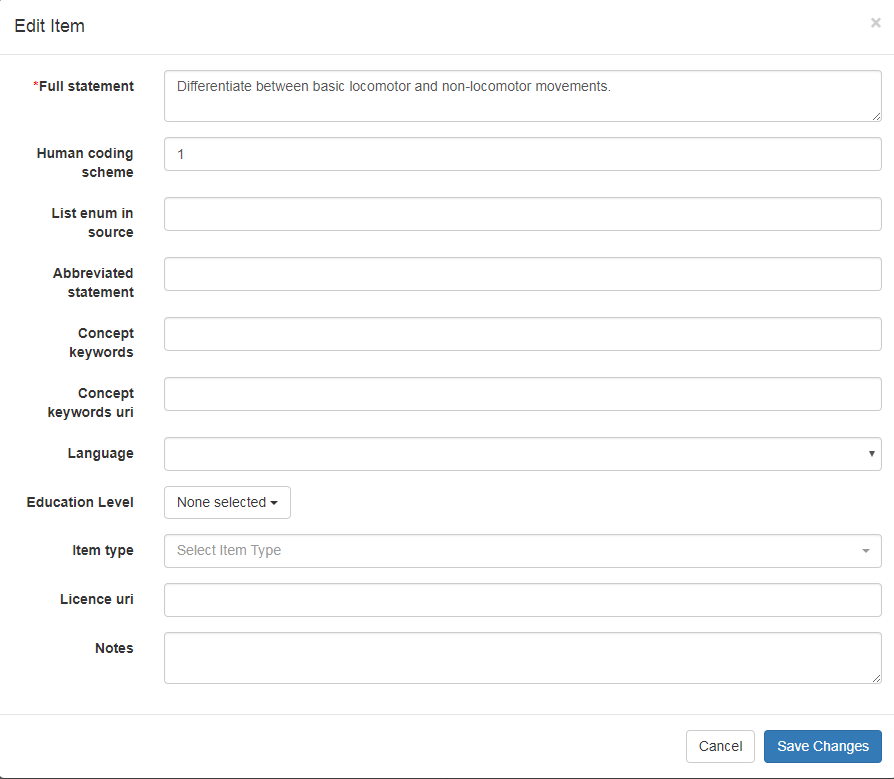 Edit Item
×
*Full statement
Differentiate between basic locomotor and non-locomotor movements.
Human coding
scheme
1
List enum in
source
Abbreviated
statement
Concept
keywords
Concept
keywords uri
Language
Education Level
None selected
Item type
Select Item Type
Licence uri
Notes
Cancel
Save Changes